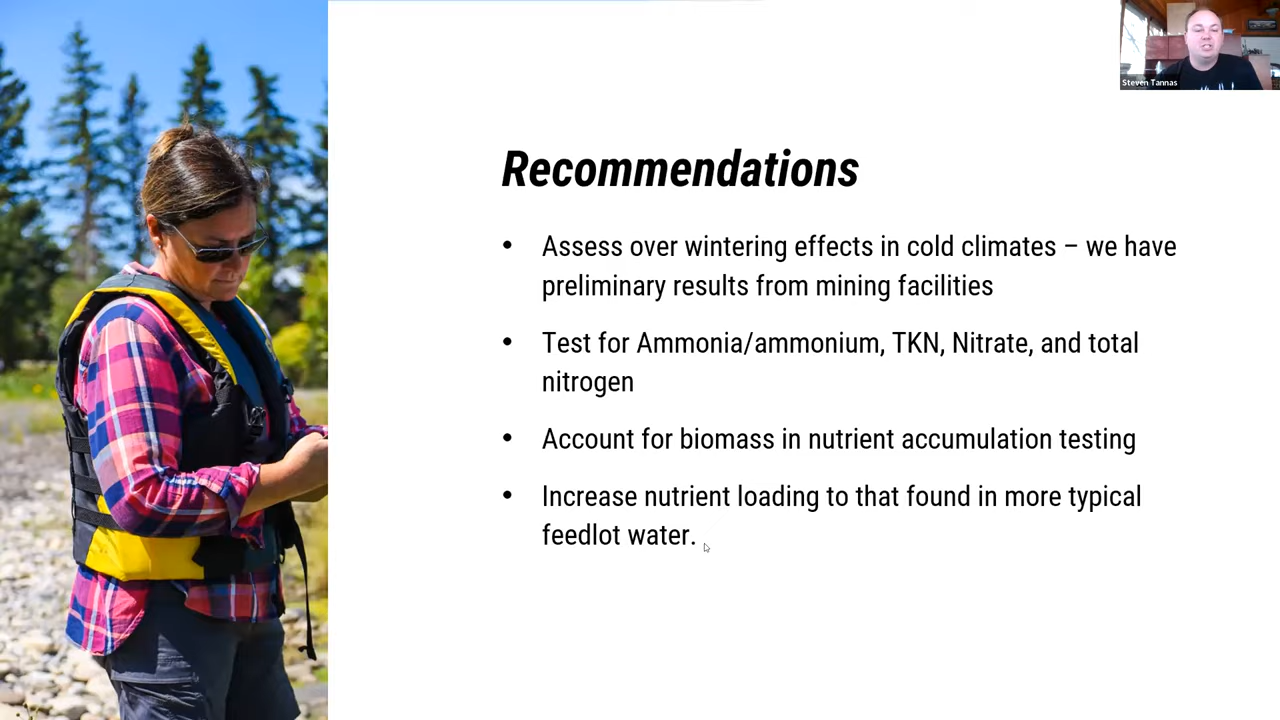 Steven Tannas
Recommendations
• Assess over wintering effects in cold climates – we have
preliminary results from mining facilities
• Test for Ammonia/ammonium, TKN, Nitrate, and total
nitrogen
• Account for biomass in nutrient accumulation testing
• Increase nutrient loading to that found in more typical
feedlot water.